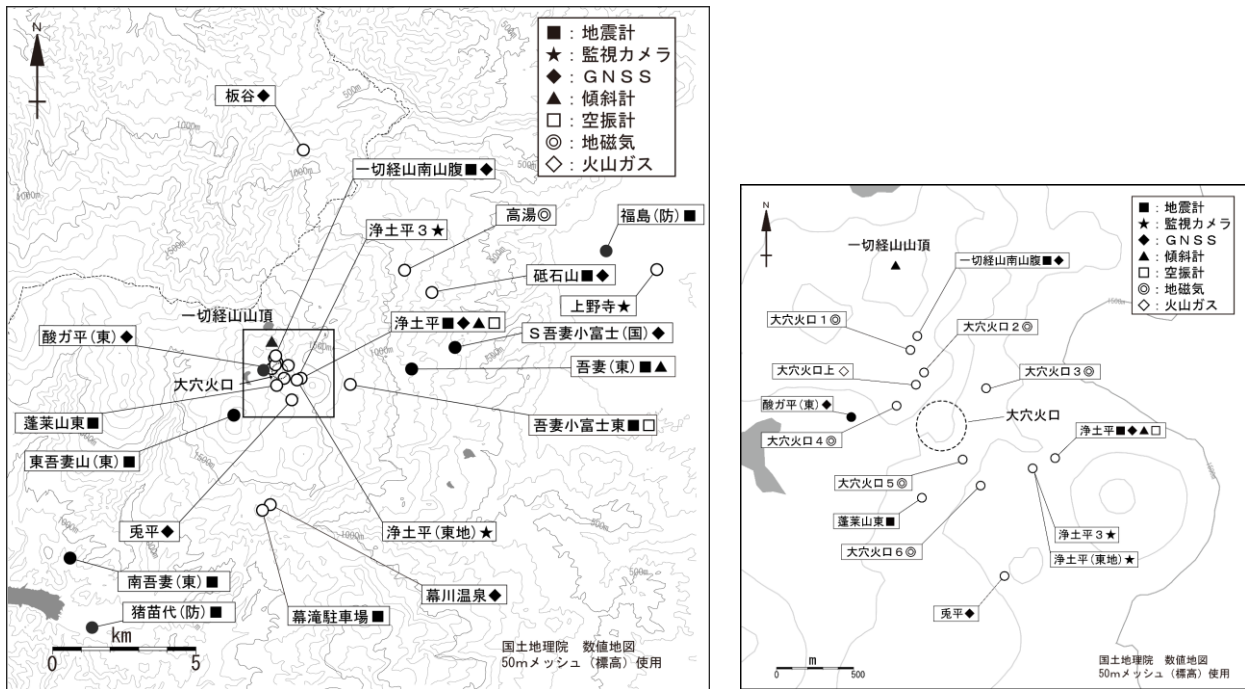 N
■：地震計
★：監視カメラ
◆：ＧＮＳＳ
▲：傾斜計
□：空振計
◎：地磁気
◇：火山ガス
板谷◆
500m
1000m
一切経山南山腹■◆
高湯◎
福島(防)■
浄土平３★
砥石山■◆
上野寺★
一切経山山頂
浄土平■◆▲□
Ｓ吾妻小富士(国)◆
酸ガ平(東)◆
吾妻(東)■▲
大穴火口
蓬莱山東■
吾妻小富士東■□
東吾妻山(東)■
兎平◆
浄土平(東地)★
南吾妻(東)■
幕川温泉◆
猪苗代(防)■
幕滝駐車場■
km
0
5
国土地理院　数値地図
50ｍメッシュ（標高）使用
N
■：地震計
★：監視カメラ
◆：ＧＮＳＳ
▲：傾斜計
□：空振計
◎：地磁気
◇：火山ガス
一切経山山頂
一切経山南山腹■◆
大穴火口１◎
大穴火口２◎
大穴火口上◇
大穴火口３◎
酸ガ平(東)◆
大穴火口
大穴火口４◎
浄土平■◆▲□
大穴火口５◎
蓬莱山東■
浄土平３★
大穴火口６◎
浄土平(東地)★
兎平◆
m
0
500
国土地理院　数値地図
50ｍメッシュ（標高）使用